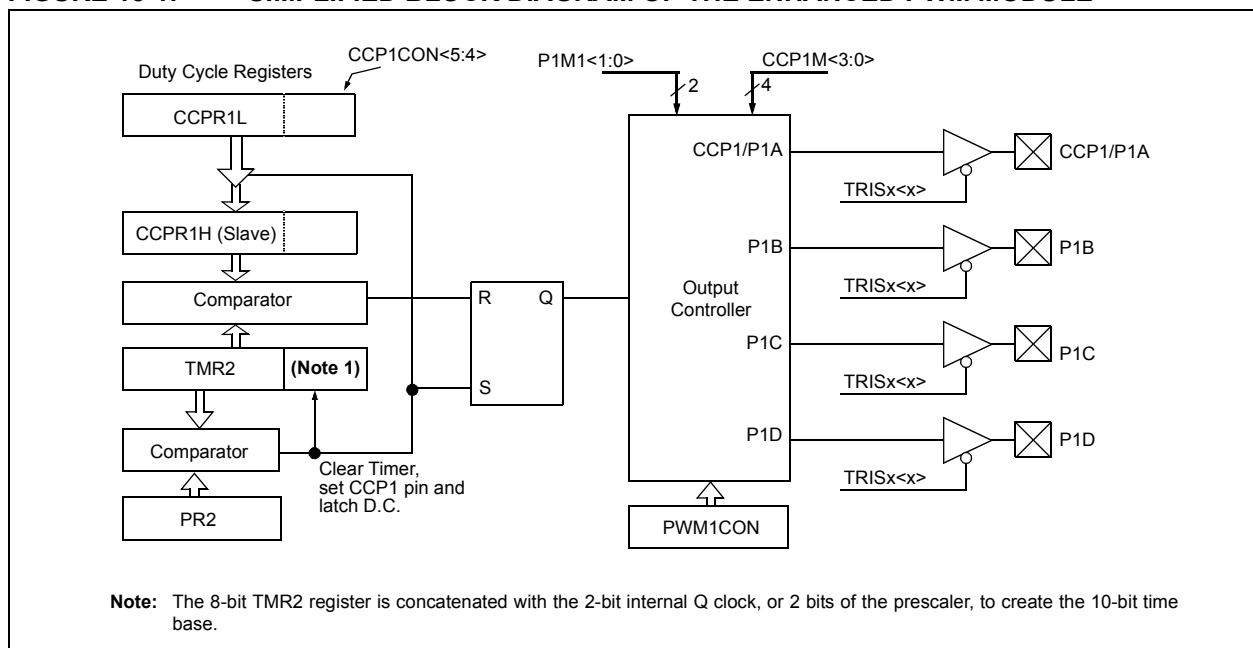 Duty Cycle Registers
CCP1CON<5:4>
CCPR1L
CCPR1H (Slave)
Comparator
TMR2
(Note 1)
Comparator
PR2
Clear Timer,
set CCP1 pin and
latch D.C.
R
Q
S
P1M1<1:0>
2
CCP1M<3:0>
4
Output
Controller
CCP1/P1A
P1B
P1C
P1D
PWM1CON
TRISx<x>
CCP1/P1A
TRISx<x>
P1B
TRISx<x>
P1C
TRISx<x>
P1D
Note: The 8-bit TMR2 register is concatenated with the 2-bit internal Q clock, or 2 bits of the prescaler, to create the 10-bit time
base.